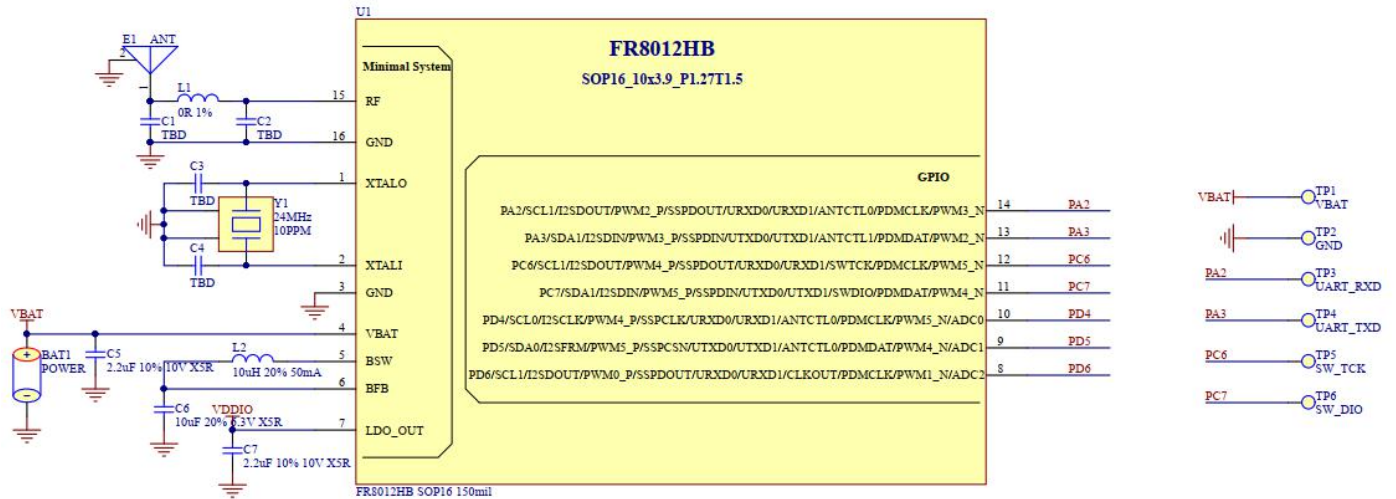 U1
FR8012HB
SOP16_10x3.9_P1.27T1.5
Minimal System
E1 ANT
2
1
L1
0R 1%
C1
TBD
C2
TBD
15 RF
16 GND
C3
TBD
1 XTALO
Y1
24MHz
10PPM
C4
TBD
2 XTALI
3 GND
VBAT
4 VBAT
BAT1
POWER
C5
2.2uF 10% 10V X5R
L2
10uH 20% 50mA
5 BSW
6 BFB
C6
10uF 20% 6.3V X5R
VDDIO
7 LDO_OUT
C7
2.2uF 10% 10V X5R
GPIO
PA2/SCL1/I2SDOUT/PWM2_P/SSPDOUT/URXD0/URXD1/ANTCTL0/PDMCLK/PWM3_N 14 PA2
PA3/SDA1/I2SDIN/PWM3_P/SSPDIN/UTXD0/UTXD1/ANTCTL1/PDMDAT/PWM2_N 13 PA3
PC6/SCL1/I2SDOUT/PWM4_P/SSPDOUT/URXD0/URXD1/SWTCK/PDMCLK/PWM5_N 12 PC6
PC7/SDA1/I2SDIN/PWM5_P/SSPDIN/UTXD0/UTXD1/SWDIO/PDMDAT/PWM4_N 11 PC7
PD4/SCL0/I2SCLK/PWM4_P/SSPCLK/URXD0/URXD1/ANTCTL0/PDMCLK/PWM5_N/ADC0 10 PD4
PD5/SDA0/I2SFRM/PWM5_P/SSPCSN/UTXD0/UTXD1/ANTCTL0/PDMDAT/PWM4_N/ADC1 9 PD5
PD6/SCL1/I2SDOUT/PWM0_P/SSPDOUT/URXD0/URXD1/CLKOUT/PDMCLK/PWM1_N/ADC2 8 PD6
FR8012HB SOP16 150mil
VBAT TP1
VBAT
TP2
GND
PA2 TP3
UART_RXD
PA3 TP4
UART_TXD
PC6 TP5
SW_TCK
PC7 TP6
SW_DIO